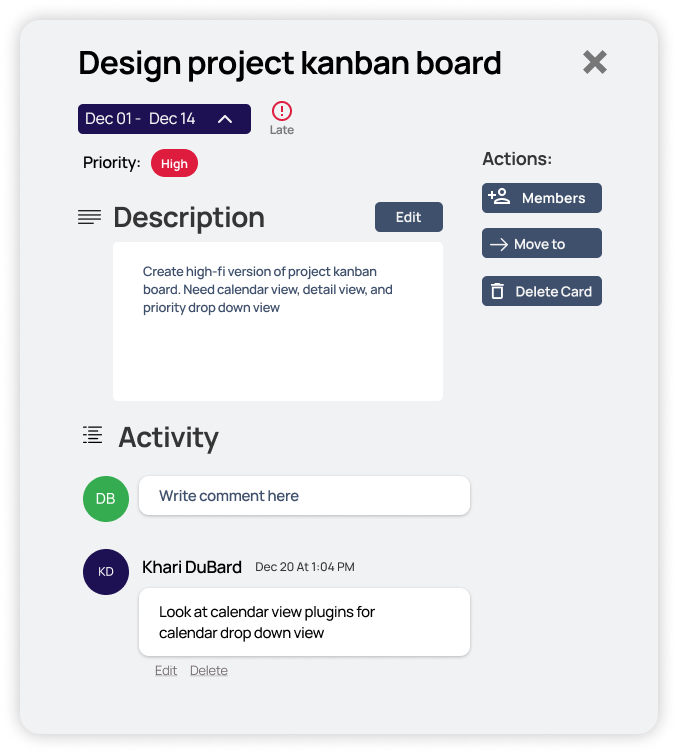 Design project kanban board
Dec 01 - Dec 14
Late
Priority: High
Actions:
Members
Move to
Delete Card
Description
Edit
Create high-fi version of project kanban
board. Need calendar view, detail view, and
priority drop down view
Activity
DB
Write comment here
KD
Khari DuBard Dec 20 At 1:04 PM
Look at calendar view plugins for
calendar drop down view
Edit Delete